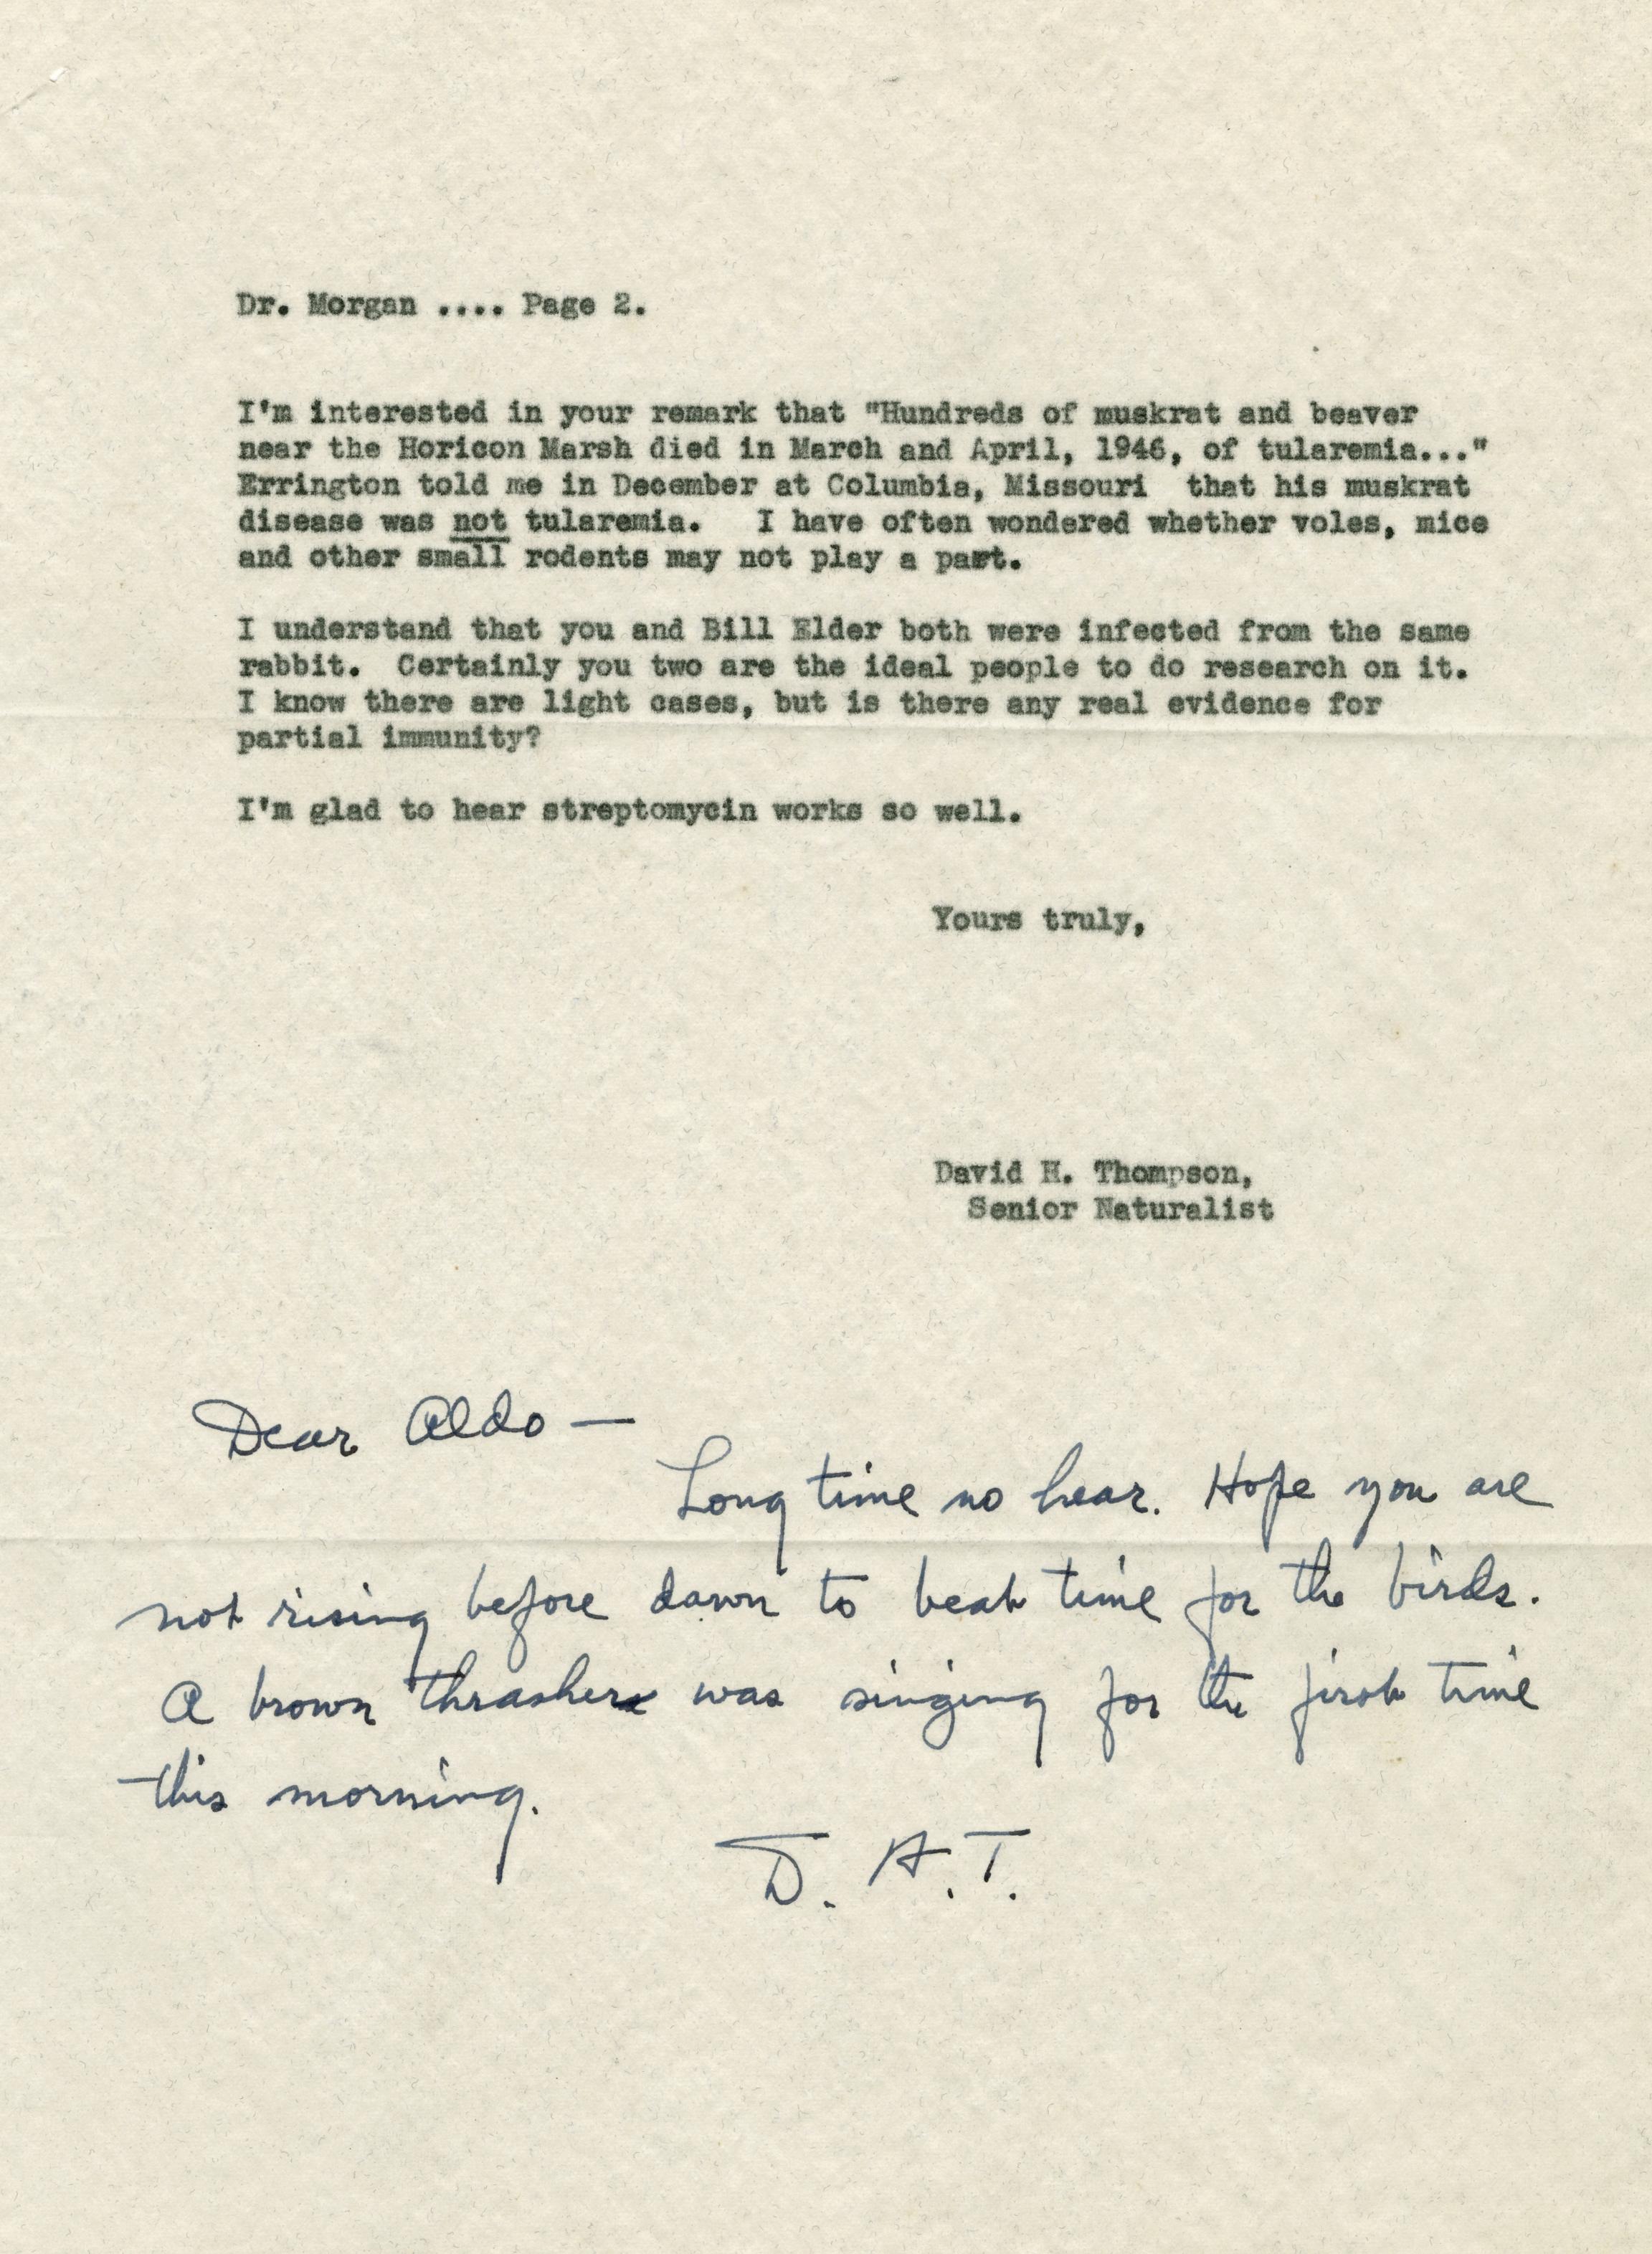 Dr. Morgan .... Page 2.
I'm interested in your remark that "Hundreds of muskrat and beaver
near the Horicon Marsh died in March and April, 1946, of tularemia..."
Errington told me in December at Columbia, Missouri that his muskrat
disease was not tularemia. I have often wondered whether voles, mice
and other small rodents may not play a part.
I understand that you and Bill Elder both were infected from the same
rabbit. Certainly you two are the ideal people to do research on it.
I know there are light cases, but is there any real evidence for
partial immunity?
I'm glad to hear streptomycin works so well.
Yours truly,
David H. Thompson,
Senior Naturalist
Dear Aldo —
Long time no hear. Hope you are
not rising before dawn to beat time for the birds.
A brown thrasher was singing for the first time
this morning.
D. H. T.